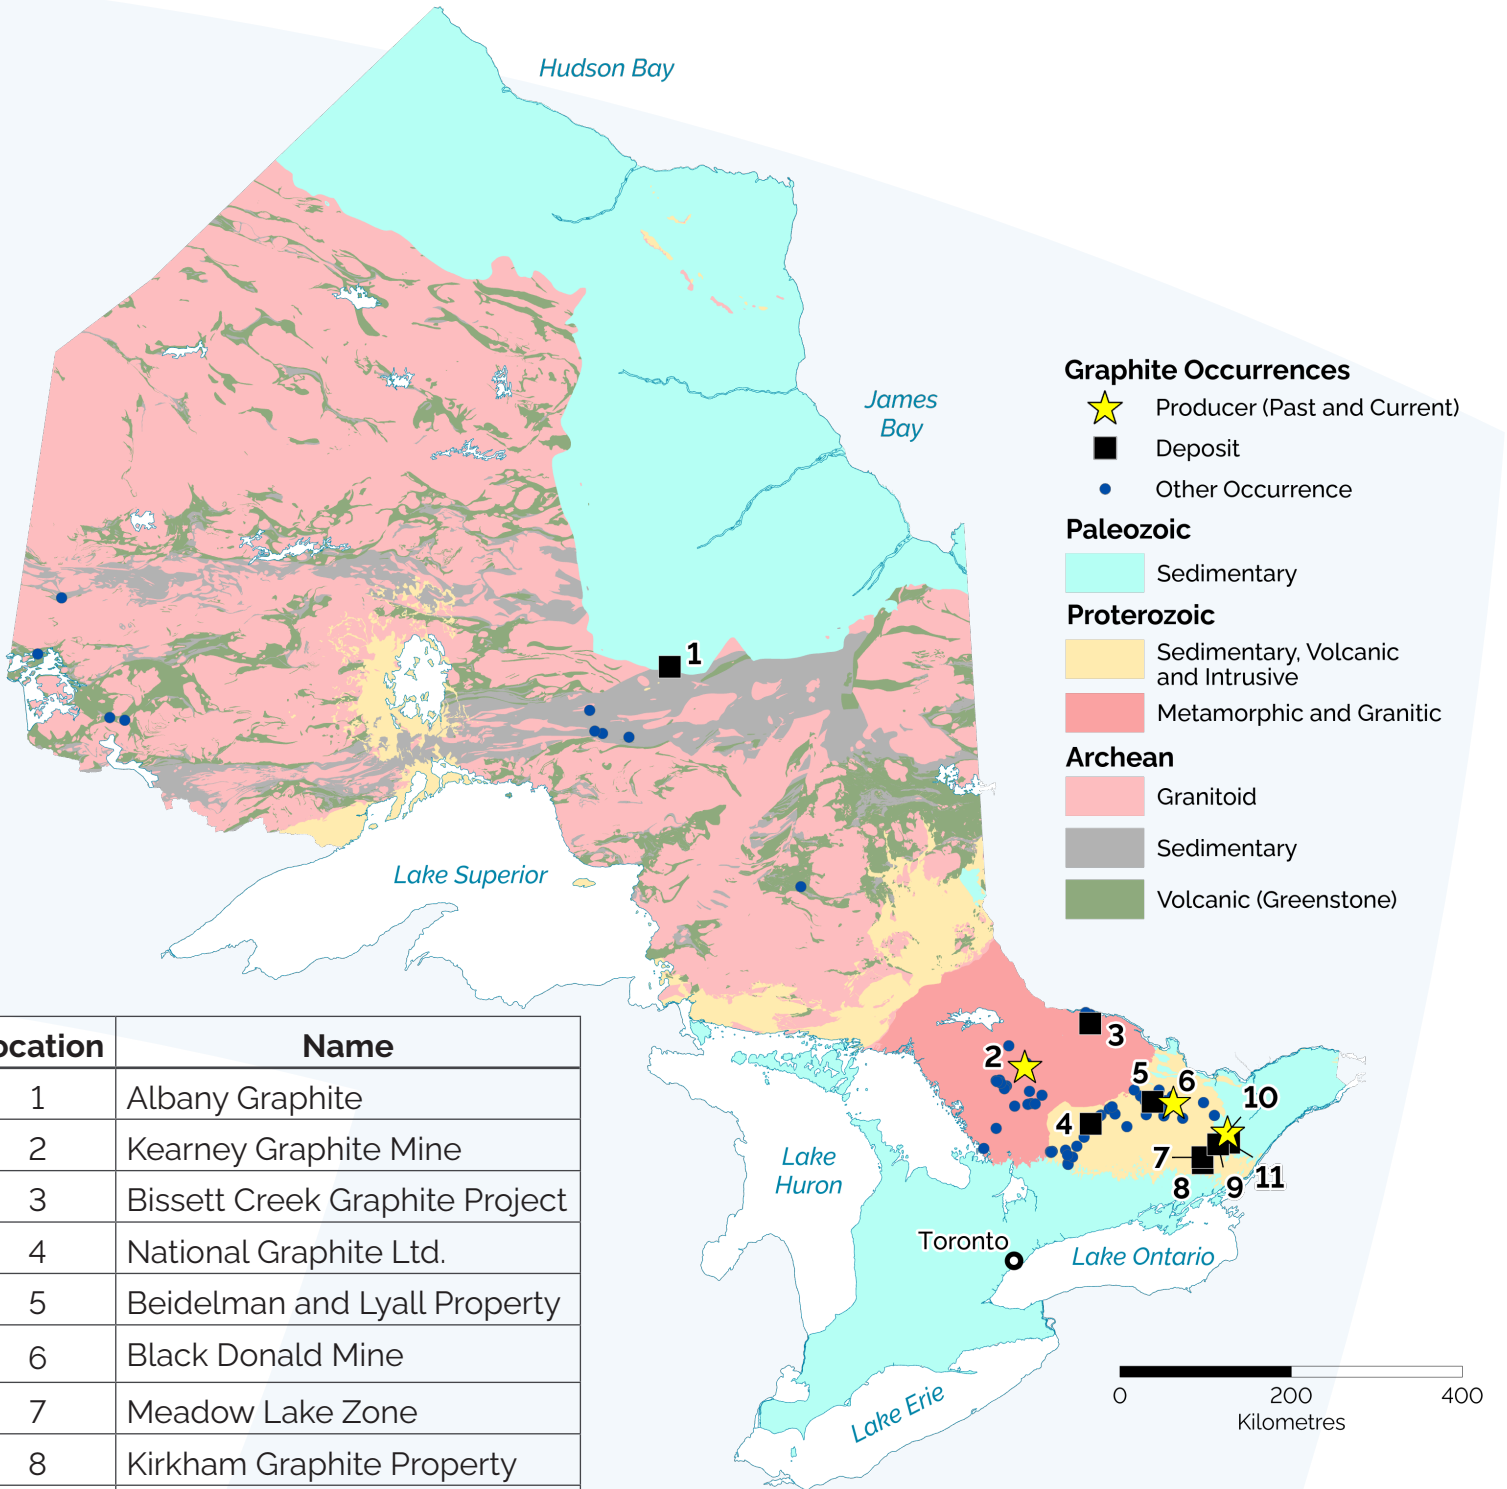 Hudson Bay
James
Bay
Graphite Occurrences
Producer (Past and Current)
Deposit
Other Occurrence
Paleozoic
Sedimentary
Proterozoic
Sedimentary, Volcanic
and Intrusive
Metamorphic and Granitic
Archean
Granitoid
Sedimentary
Volcanic (Greenstone)
1
Lake Superior
2
3
4
5
6
7
8
9
10
11
Lake
Huron
Toronto
Lake Ontario
Lake Erie
0 200 400
Kilometres
ocation Name
1 Albany Graphite
2 Kearney Graphite Mine
3 Bissett Creek Graphite Project
4 National Graphite Ltd.
5 Beidelman and Lyall Property
6 Black Donald Mine
7 Meadow Lake Zone
8 Kirkham Graphite Property